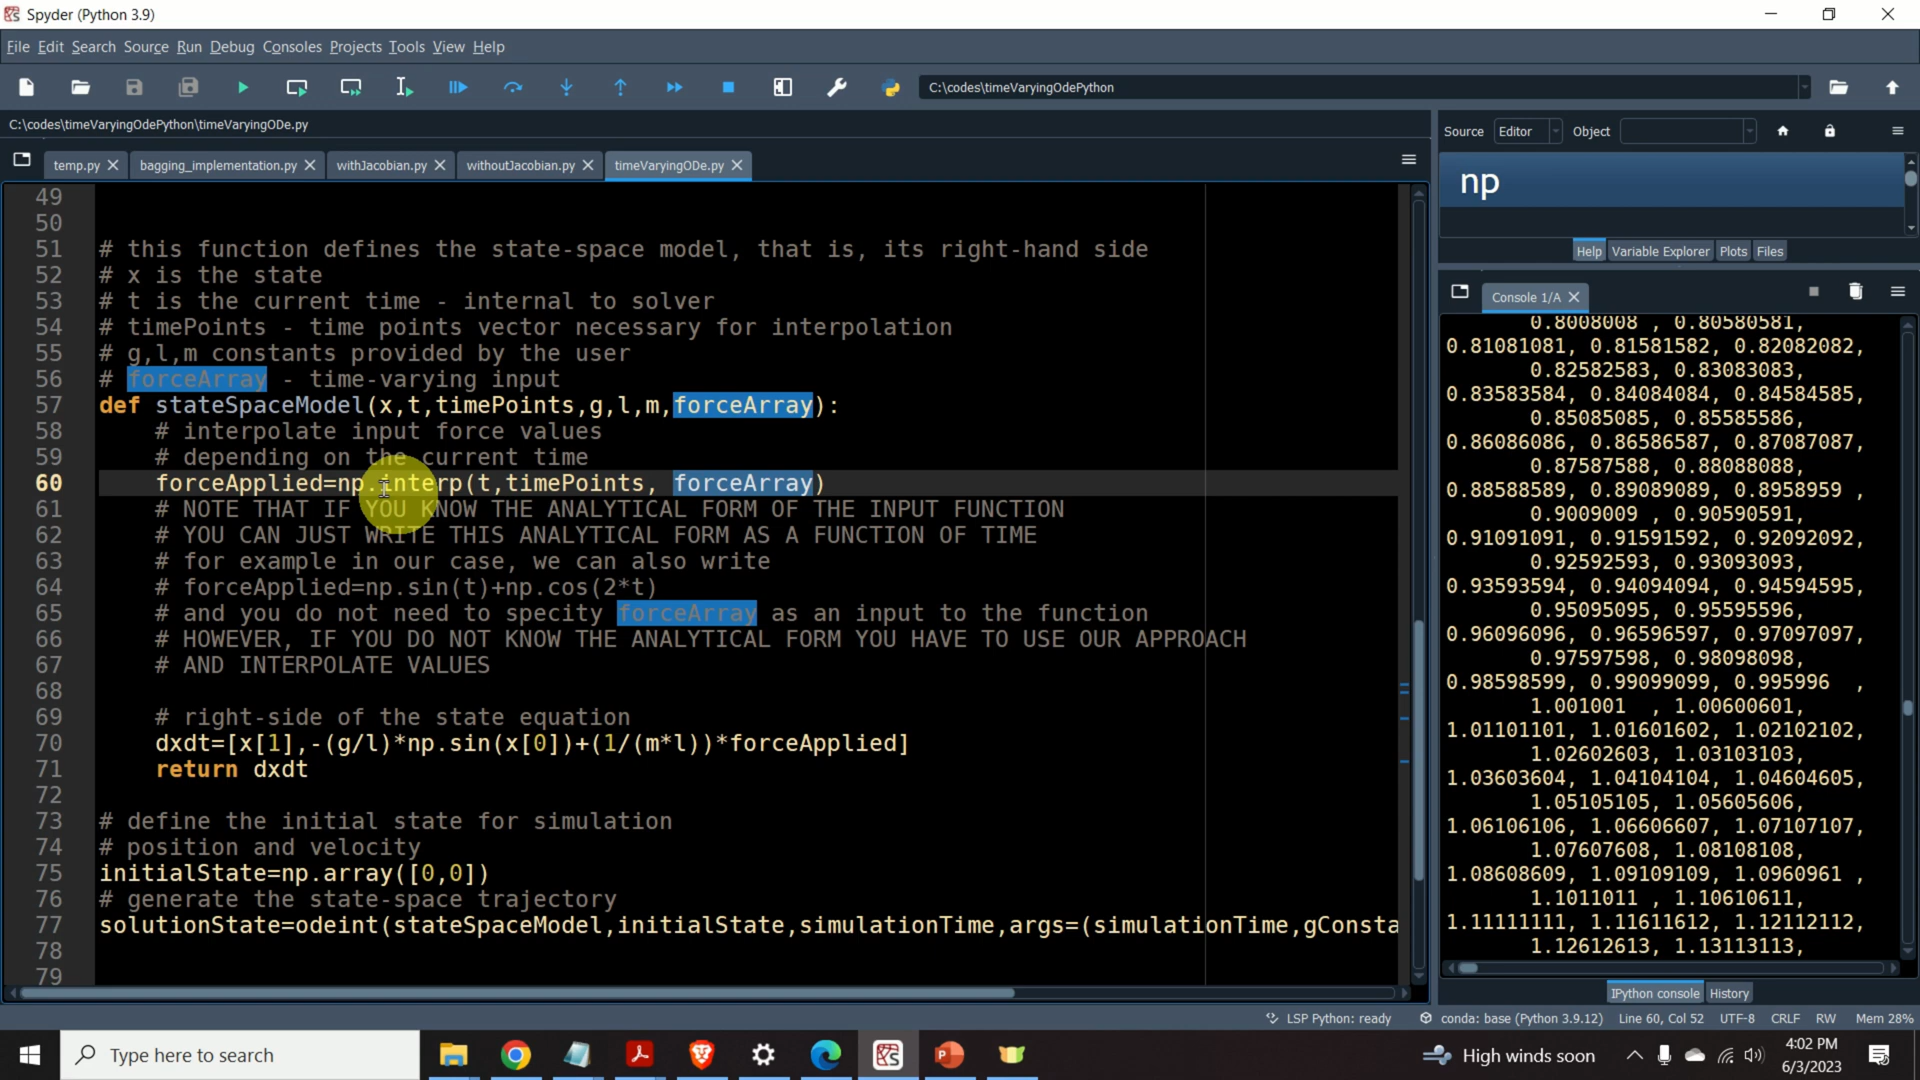 Spyder (Python 3.9)
File Edit Search Source Run Debug Consoles Projects Tools View Help
C:\codes\timeVaryingOdePython
C:\codes\timeVaryingOdePython\timeVaryingODe.py
temp.py
bagging_implementation.py
withJacobian.py
withoutJacobian.py
timeVaryingODe.py
49
50
51 # this function defines the state-space model, that is, its right-hand side
52 # x is the state
53 # t is the current time - internal to solver
54 # timePoints - time points vector necessary for interpolation
55 # g,l,m constants provided by the user
56 # forceArray - time-varying input
57 def stateSpaceModel(x,t,timePoints,g,l,m,forceArray):
58 # interpolate input force values
59 # depending on the current time
60 forceApplied=np.interp(t,timePoints, forceArray)
61 # NOTE THAT IF YOU KNOW THE ANALYTICAL FORM OF THE INPUT FUNCTION
62 # YOU CAN JUST WRITE THIS ANALYTICAL FORM AS A FUNCTION OF TIME
63 # for example in our case, we can also write
64 # forceApplied=np.sin(t)+np.cos(2*t)
65 # and you do not need to specity forceArray as an input to the function
66 # HOWEVER, IF YOU DO NOT KNOW THE ANALYTICAL FORM YOU HAVE TO USE OUR APPROACH
67 # AND INTERPOLATE VALUES
68
69 # right-side of the state equation
70 dxdt=[x[1],-(g/l)*np.sin(x[0])+(1/(m*l))*forceApplied]
71 return dxdt
72
73 # define the initial state for simulation
74 # position and velocity
75 initialState=np.array([0,0])
76 # generate the state-space trajectory
77 solutionState=odeint(stateSpaceModel,initialState,simulationTime,args=(simulationTime,gConsta
78
79
Source Editor Object
np
Help Variable Explorer Plots Files
Console 1/A
0.8008008 , 0.80580581,
0.81081081, 0.81581582, 0.82082082,
0.82582583, 0.83083083,
0.83583584, 0.84084084, 0.84584585,
0.85085085, 0.85585586,
0.86086086, 0.86586587, 0.87087087,
0.87587588, 0.88088088,
0.88588589, 0.89089089, 0.8958959 ,
0.9009009 , 0.90590591,
0.91091091, 0.91591592, 0.92092092,
0.92592593, 0.93093093,
0.93593594, 0.94094094, 0.94594595,
0.95095095, 0.95595596,
0.96096096, 0.96596597, 0.97097097,
0.97597598, 0.98098098,
0.98598599, 0.99099099, 0.995996 ,
1.001001 , 1.00600601,
1.01101101, 1.01601602, 1.02102102,
1.02602603, 1.03103103,
1.03603604, 1.04104104, 1.04604605,
1.05105105, 1.05605606,
1.06106106, 1.06606607, 1.07107107,
1.07607608, 1.08108108,
1.08608609, 1.09109109, 1.0960961 ,
1.1011011 , 1.10610611,
1.11111111, 1.11611612, 1.12112112,
1.12612613, 1.13113113,
IPython console History
LSP Python: ready conda: base (Python 3.9.12) Line 60, Col 52 UTF-8 CRLF RW Mem 28%
Type here to search
High winds soon
4:02 PM
6/3/2023